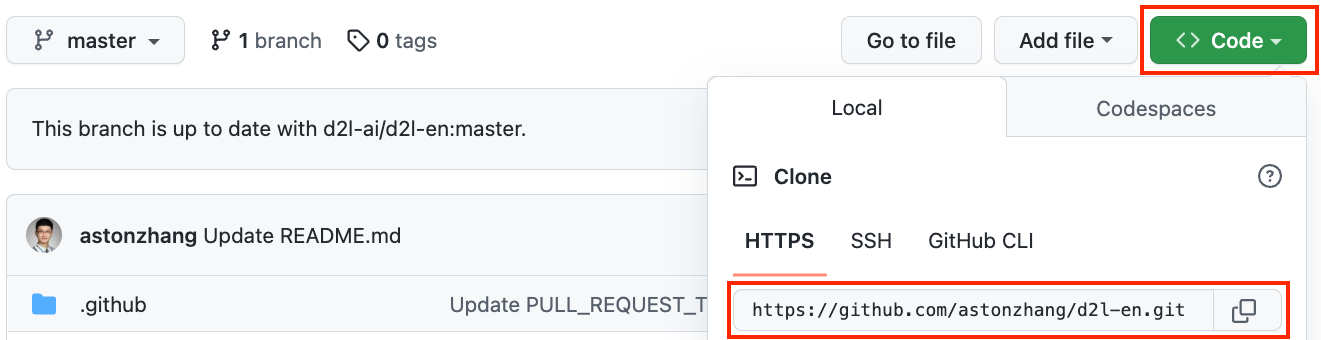 master 1 branch 0 tags Go to file Add file Code
Local Codespaces
This branch is up to date with d2l-ai/d2l-en:master.
Clone
astonzhang Update README.md
HTTPS SSH GitHub CLI
.github Update PULL_REQUEST_T
https://github.com/astonzhang/d2l-en.git